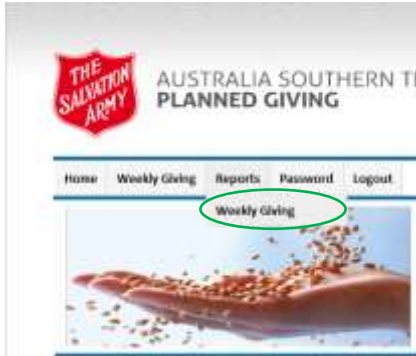 THE
SALVATION
ARMY
AUSTRALIA SOUTHERN T
PLANNED GIVING
Home Weekly Giving Reports Password Logout
Weekly Giving